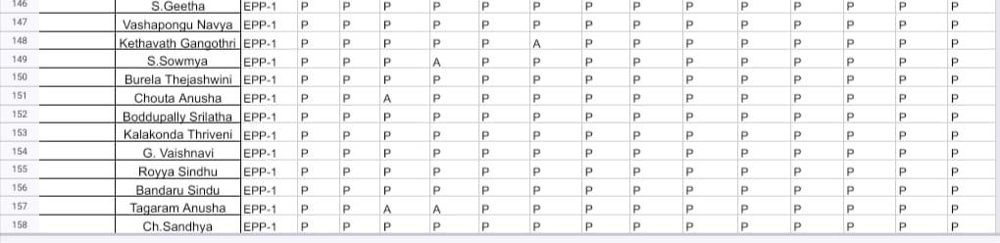 146 S.Geetha EPP-1 P P P P P P P P P P P P P P
147 Vashapongu Navya EPP-1 P P P P P P P P P P P P P P
148 Kethavath Gangothri EPP-1 P P P P P A P P P P P P P P
149 S.Sowmya EPP-1 P P P A P P P P P P P P P P
150 Burela Thejashwini EPP-1 P P P P P P P P P P P P P P
151 Chouta Anusha EPP-1 P P A P P P P P P P P P P P
152 Boddupally Srilatha EPP-1 P P P P P P P P P P P P P P
153 Kalakonda Thriveni EPP-1 P P P P P P P P P P P P P P
154 G. Vaishnavi EPP-1 P P P P P P P P P P P P P P
155 Royya Sindhu EPP-1 P P P P P P P P P P P P P P
156 Bandaru Sindu EPP-1 P P P P P P P P P P P P P P
157 Tagaram Anusha EPP-1 P P A A P P P P P P P P P P
158 Ch.Sandhya EPP-1 P P P P P P P P P P P P P P